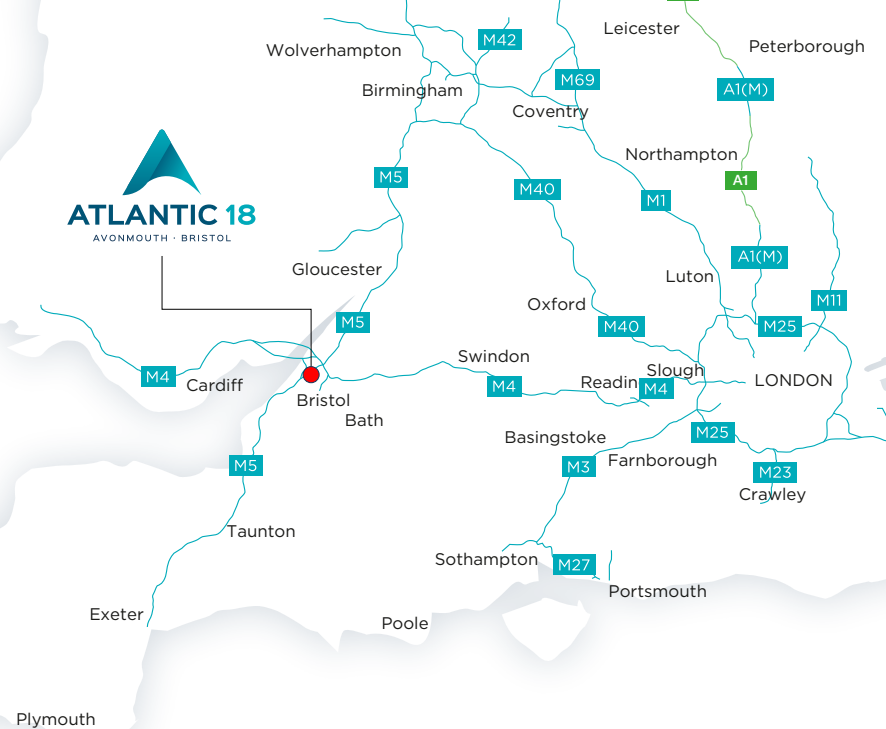 Leicester
M42
Peterborough
Wolverhampton
M69
A1(M)
Birmingham
Coventry
Northampton
M5
A1
M40
M1
ATLANTIC 18
AVONMOUTH · BRISTOL
A1(M)
Gloucester
Luton
M11
Oxford
M5
M40
M25
Swindon
Slough
M4
Cardiff
M4
Readin
M4
LONDON
Bristol
Bath
M25
Basingstoke
Farnborough
M5
M3
M23
Crawley
Taunton
Sothampton
M27
Portsmouth
Exeter
Poole
Plymouth